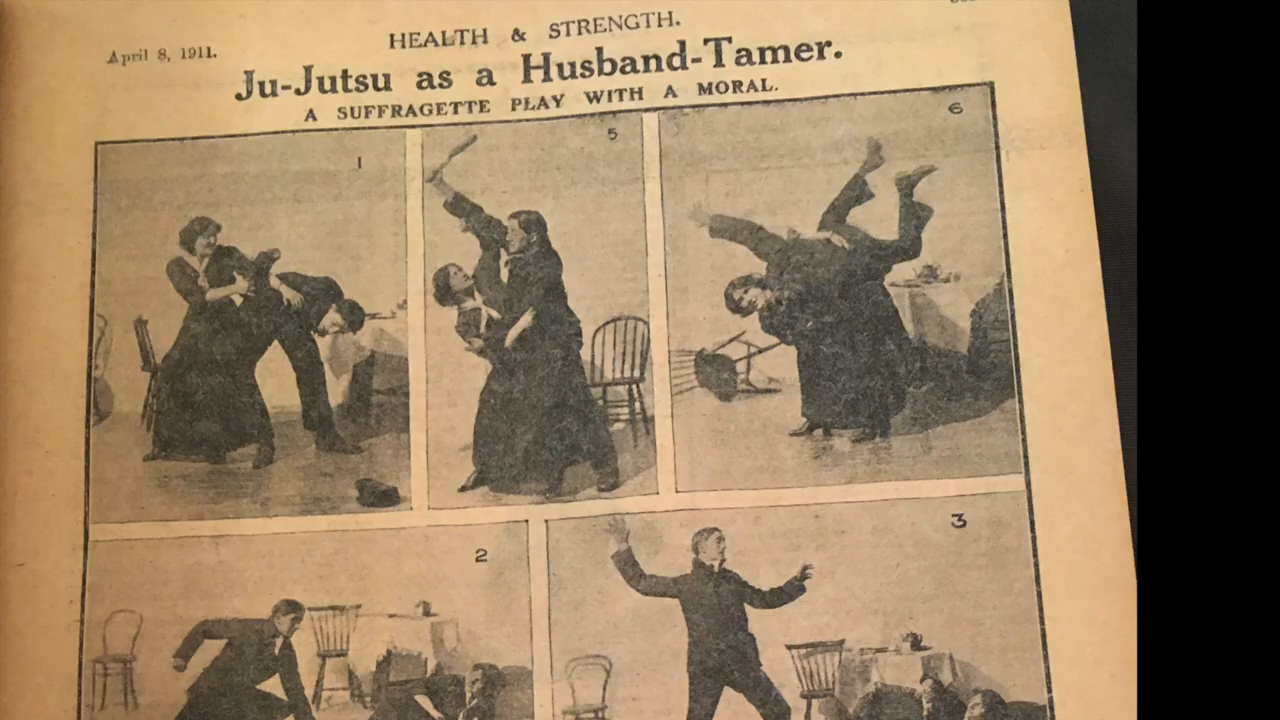 HEALTH & STRENGTH.
April 8, 1911.
Ju-Jutsu as a Husband-Tamer.
A SUFFRAGETTE PLAY WITH A MORAL.
1
5
6
2
3